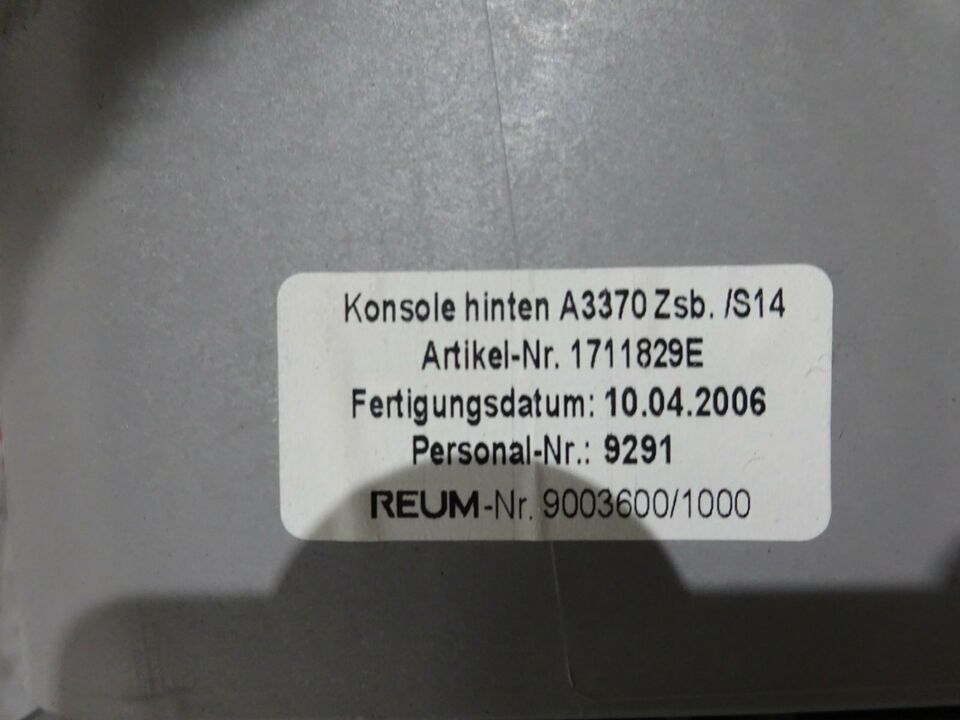 Konsole hinten A3370 Zsb. /S14
Artikel-Nr. 1711829E
Fertigungsdatum: 10.04.2006
Personal-Nr.: 9291
REUM-Nr. 9003600/1000